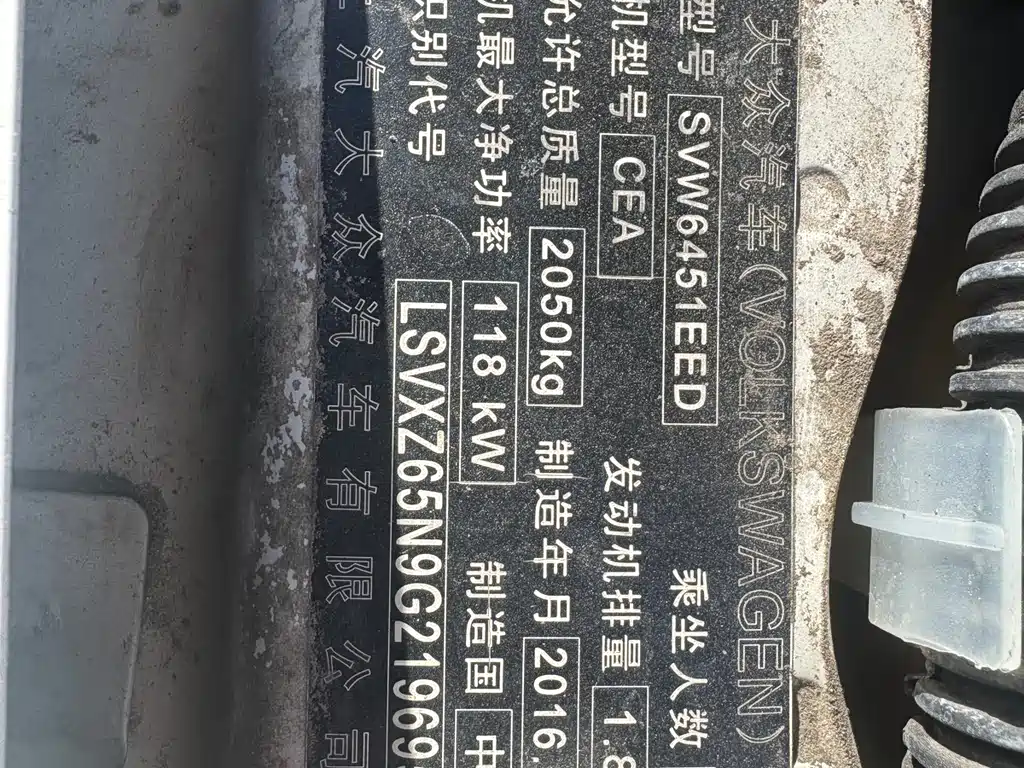 大众汽车(VOLKSWAGEN)
型号 SVW6451EED 乘坐人数
机型号 CEA 发动机排量 1.8
允许总质量 2050kg 制造年月 2016.
机最大净功率 118 kW 制造国 中
识别代号 LSVXZ65N9G21969
汽大众汽车有限公司